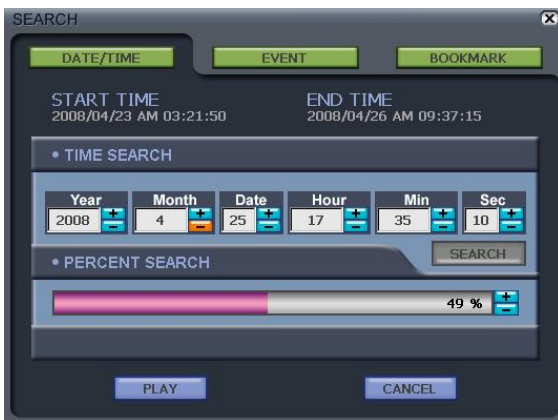 SEARCH
DATE/TIME EVENT BOOKMARK
START TIME END TIME
2008/04/23 AM 03:21:50 2008/04/26 AM 09:37:15
• TIME SEARCH
Year Month Date Hour Min Sec
2008 4 25 17 35 10
SEARCH
• PERCENT SEARCH
49 %
PLAY CANCEL